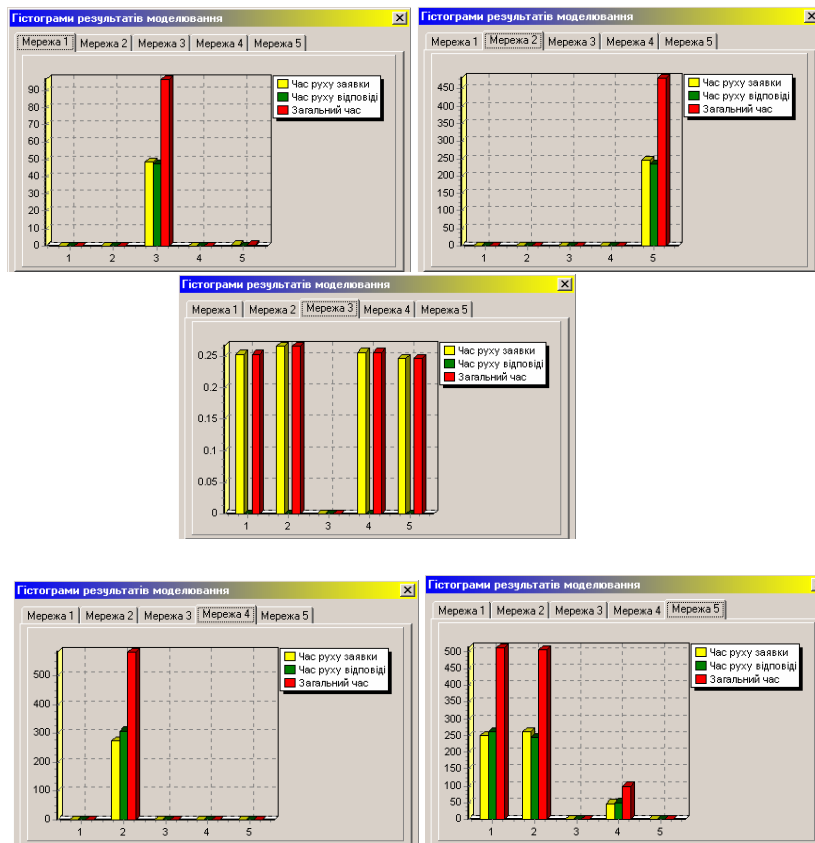 Гістограми результатів моделювання
Мережа 1 Мережа 2 Мережа 3 Мережа 4 Мережа 5
90
80
70
60
50
40
30
20
10
0
1 2 3 4 5
Час руху заявки
Час руху відповіді
Загальний час
Гістограми результатів моделювання
Мережа 1 Мережа 2 Мережа 3 Мережа 4 Мережа 5
450
400
350
300
250
200
150
100
50
0
1 2 3 4 5
Час руху заявки
Час руху відповіді
Загальний час
Гістограми результатів моделювання
Мережа 1 Мережа 2 Мережа 3 Мережа 4 Мережа 5
0.25
0.2
0.15
0.1
0.05
0
1 2 3 4 5
Час руху заявки
Час руху відповіді
Загальний час
Гістограми результатів моделювання
Мережа 1 Мережа 2 Мережа 3 Мережа 4 Мережа 5
500
400
300
200
100
0
1 2 3 4 5
Час руху заявки
Час руху відповіді
Загальний час
Гістограми результатів моделювання
Мережа 1 Мережа 2 Мережа 3 Мережа 4 Мережа 5
500
450
400
350
300
250
200
150
100
50
0
1 2 3 4 5
Час руху заявки
Час руху відповіді
Загальний час